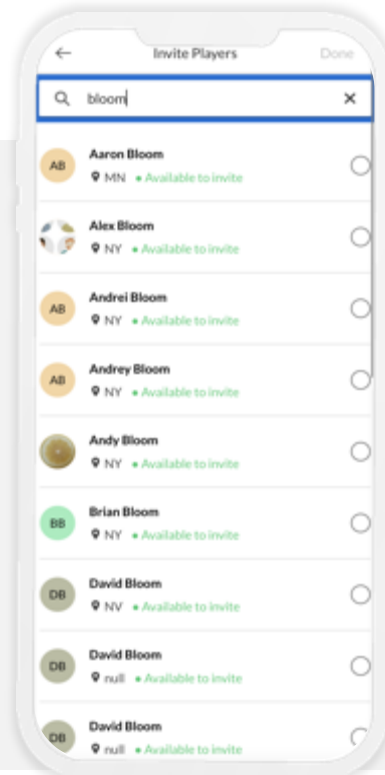 Invite Players Done
bloom
Aaron Bloom
AB
MN • Available to invite
Alex Bloom
NY • Available to invite
Andrei Bloom
AB
NY • Available to invite
Andrey Bloom
AB
NY • Available to invite
Andy Bloom
NY • Available to invite
Brian Bloom
BB
NY • Available to invite
David Bloom
DB
NV • Available to invite
David Bloom
DB
null • Available to invite
David Bloom
DB
null • Available to invite